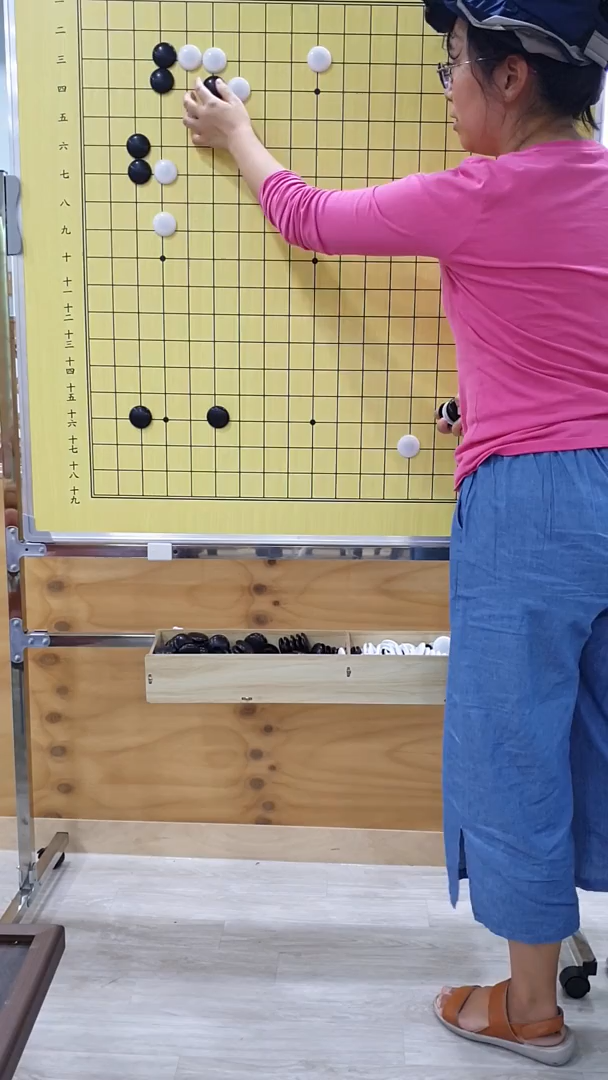 一
二
三
四
五
六
七
八
九
十
十一
十二
十三
十四
十五
十六
十七
十八
十九